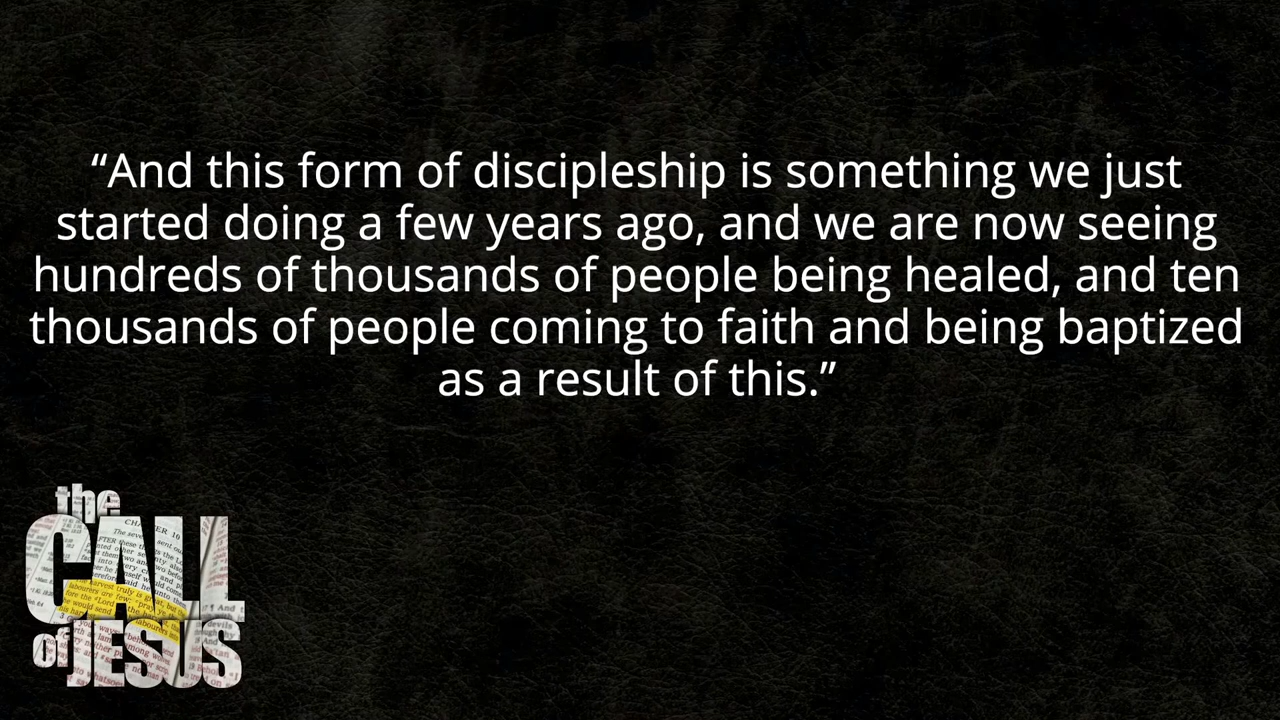 “And this form of discipleship is something we just
started doing a few years ago, and we are now seeing
hundreds of thousands of people being healed, and ten
thousands of people coming to faith and being baptized
as a result of this.”
the
CALL
of JESUS